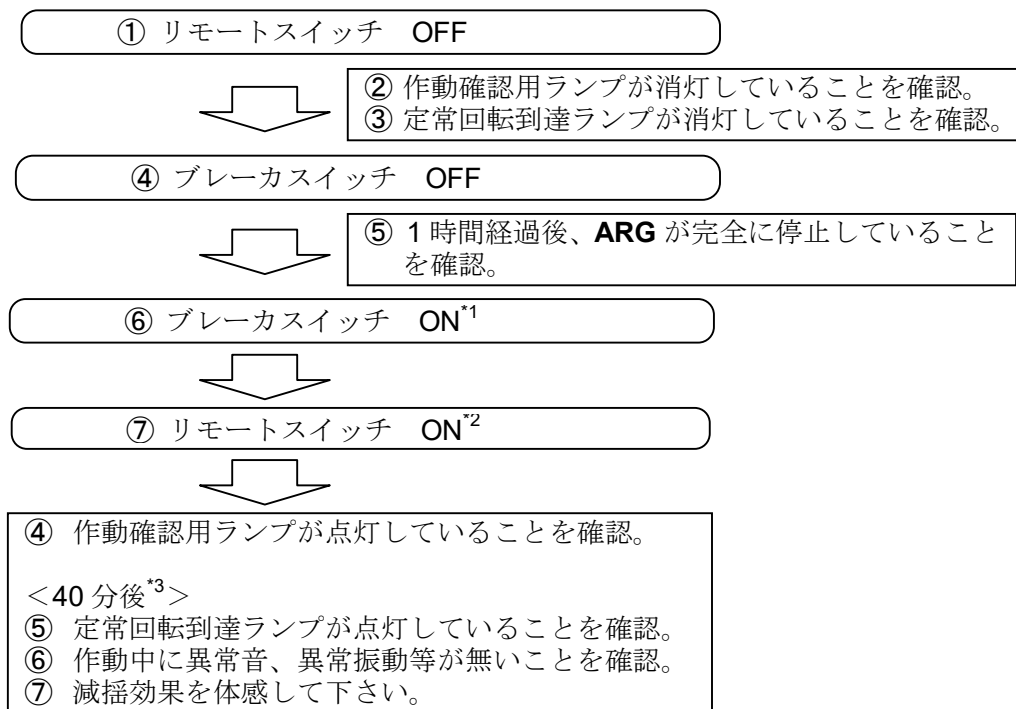 ① リモートスイッチ OFF
② 作動確認用ランプが消灯していることを確認。
③ 定常回転到達ランプが消灯していることを確認。
④ ブレーカスイッチ OFF
⑤ 1時間経過後、ARG が完全に停止していること
を確認。
⑥ ブレーカスイッチ ON*1
⑦ リモートスイッチ ON*2
④ 作動確認用ランプが点灯していることを確認。
＜40 分後*3＞
⑤ 定常回転到達ランプが点灯していることを確認。
⑥ 作動中に異常音、異常振動等が無いことを確認。
⑦ 減揺効果を体感して下さい。